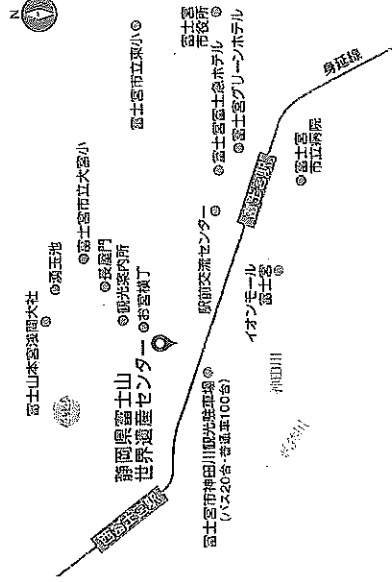 N
富士山本宮浅間大社
湧玉池
富士宮市立大宮小
長屋門
観光案内所
お宮横丁
富士宮市立東小
静岡県富士山
世界遺産センター
富士宮
市役所
富士宮富士急ホテル
富士宮グリーンホテル
駅前交流センター
身延線
富士宮
市立病院
イオンモール
富士宮
富士宮市神田川観光駐車場
(バス20台・普通車100台)
西富士宮駅
富士宮駅
神田川